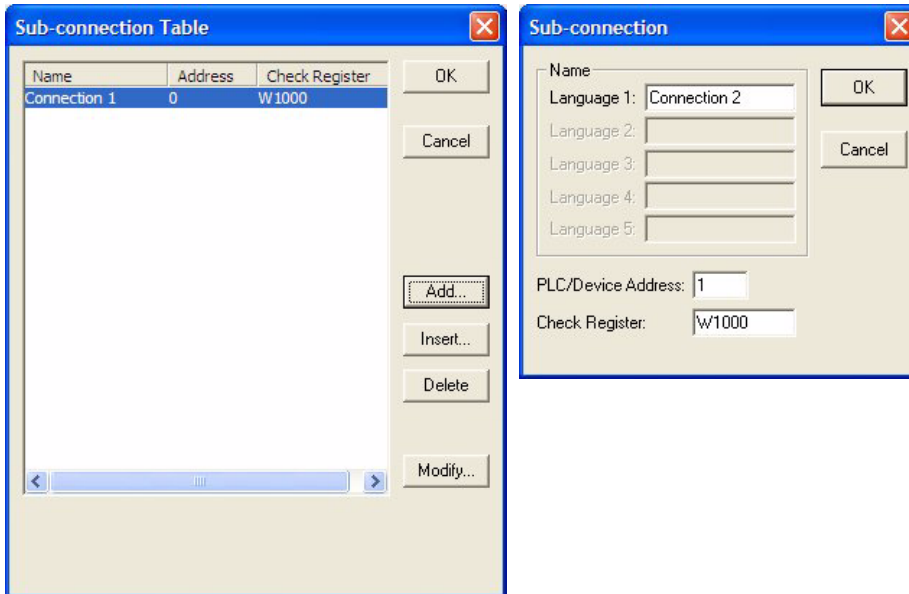 Sub-connection Table
Name Address Check Register
Connection 1 0 W1000
OK
Cancel
Add...
Insert...
Delete
Modify...
Sub-connection
Name
Language 1: Connection 2
Language 2:
Language 3:
Language 4:
Language 5:
OK
Cancel
PLC/Device Address: 1
Check Register: W1000